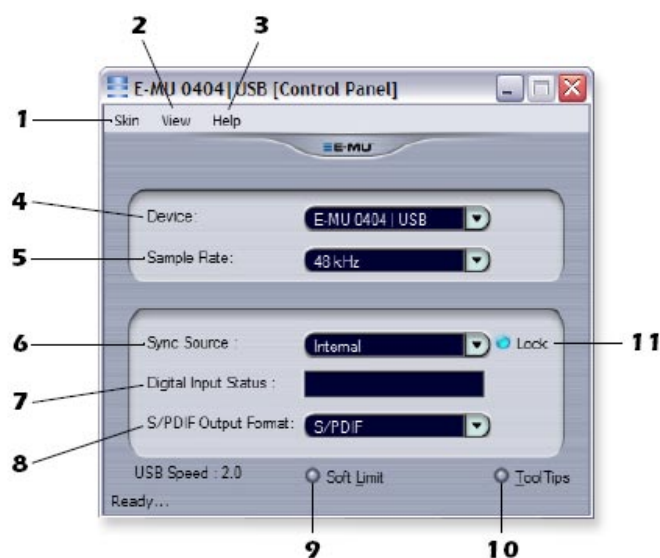 2 3
E-MU 0404 | USB [Control Panel]
1 Skin View Help
E-MU
4 Device: E-MU 0404 | USB
5 Sample Rate: 48 kHz
6 Sync Source : Internal Lock 11
7 Digital Input Status :
8 S/PDIF Output Format: S/PDIF
USB Speed : 2.0 Soft Limit ToolTips
Ready...
9 10